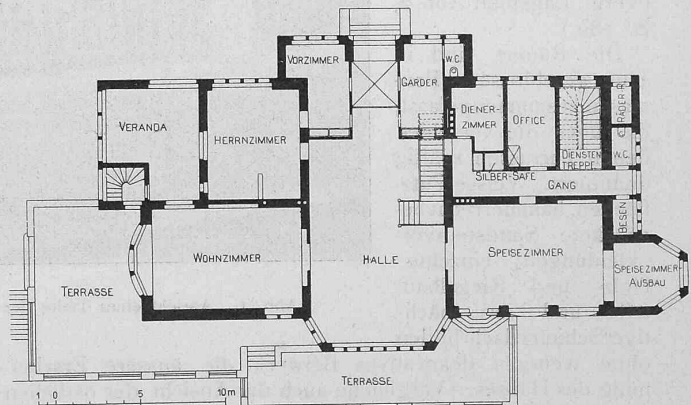 VORZIMMER
GARDER.
W.C.
VERANDA
HERRNZIMMER
DIENER-
ZIMMER
OFFICE
DIENSTEN
TREPPE
RÄDER-R.
W.C.
SILBER-SAFE
GANG
BESEN
WOHNZIMMER
HALLE
SPEISEZIMMER
SPEISEZIMMER
AUSBAU
TERRASSE
TERRASSE
1 0 5 10 m